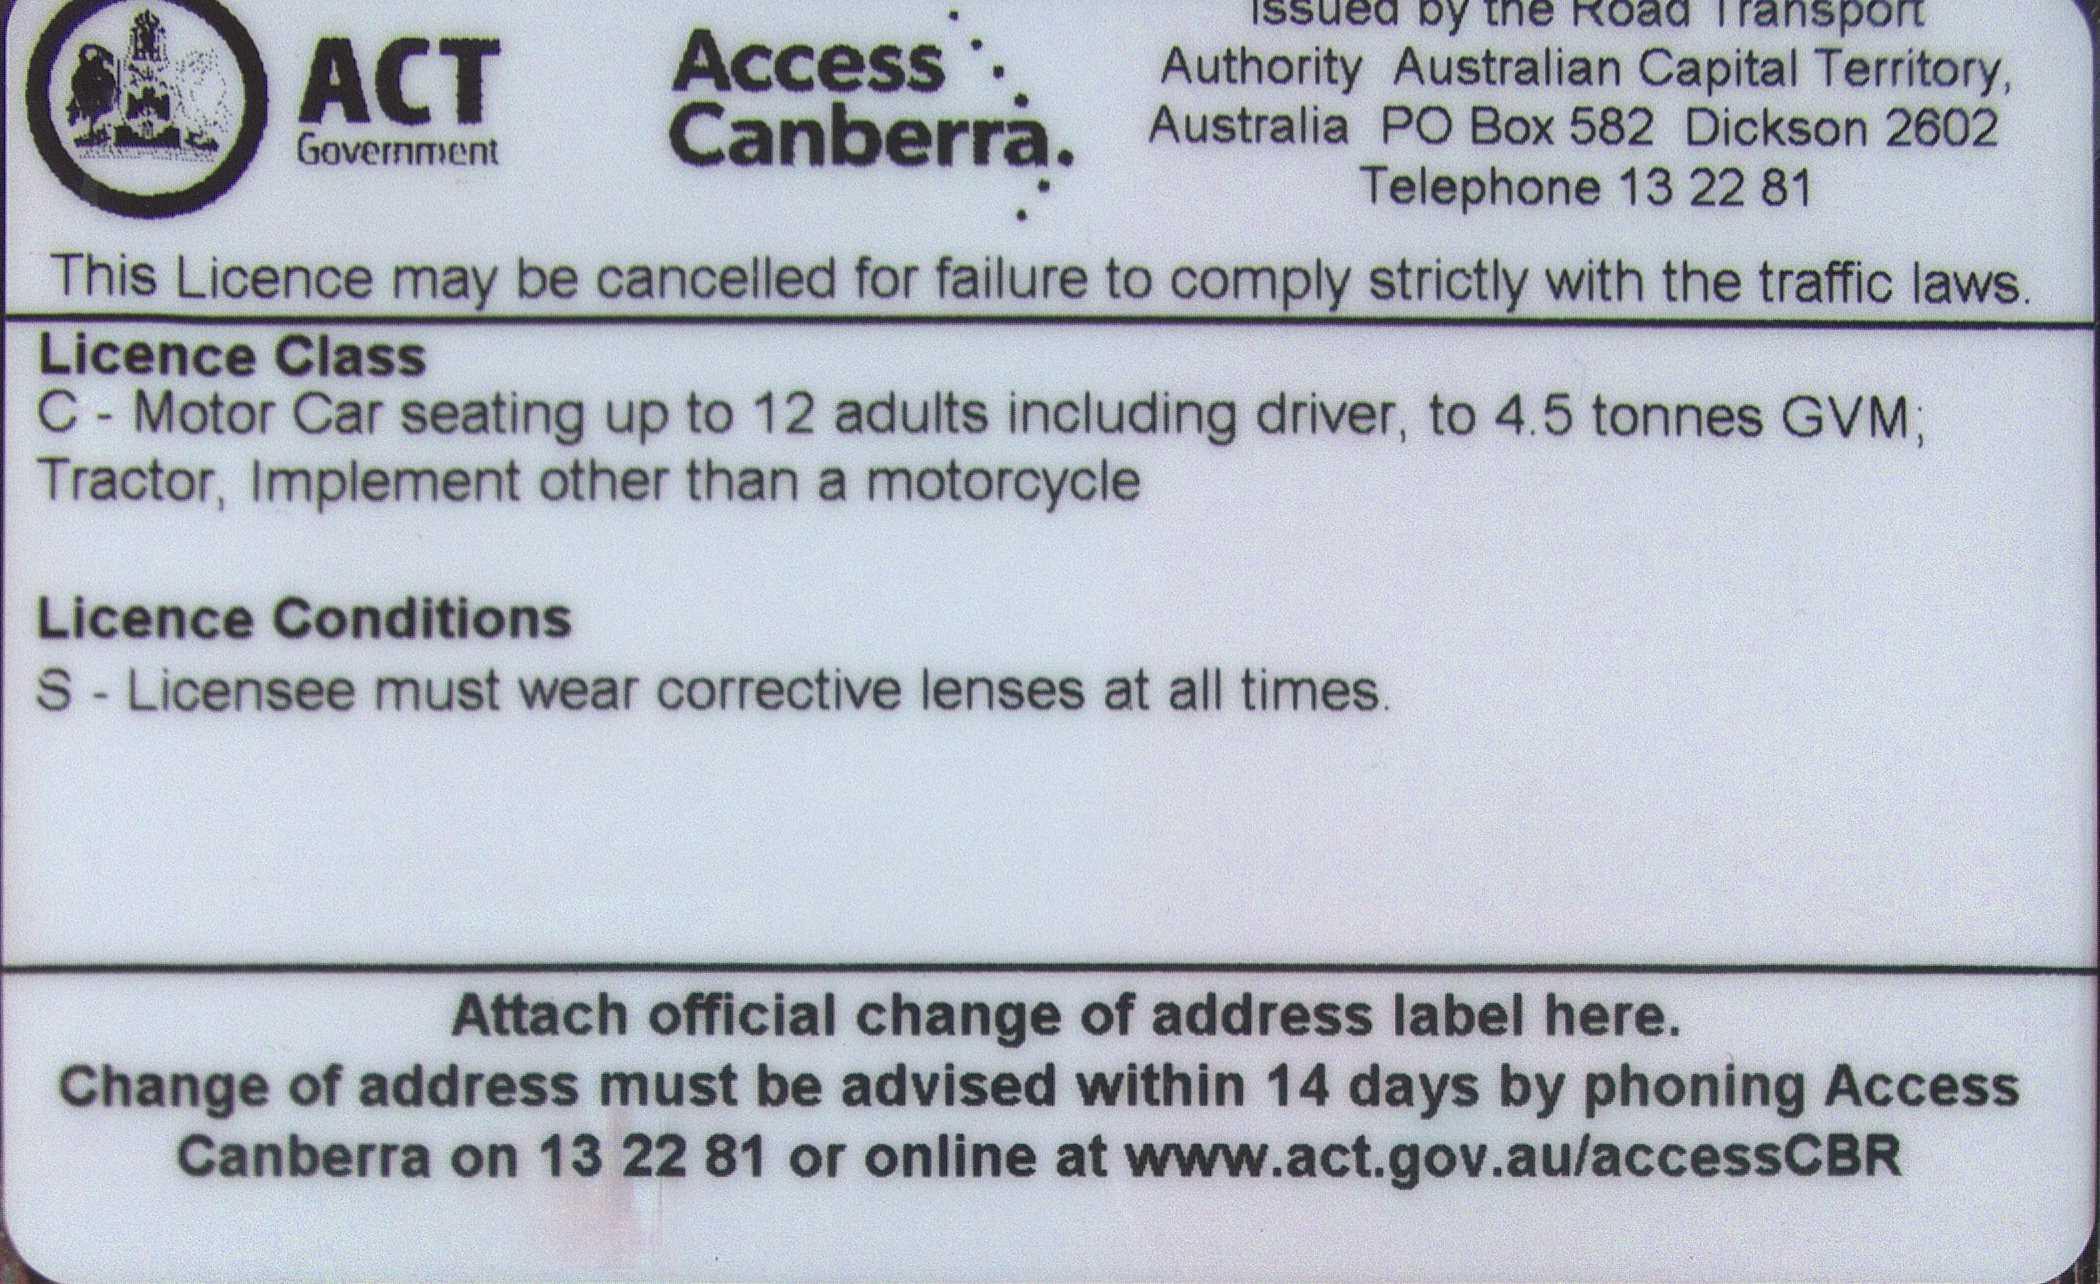 ACT
Government
Access
Canberra.
Issued by the Road Transport
Authority Australian Capital Territory,
Australia PO Box 582 Dickson 2602
Telephone 13 22 81
This Licence may be cancelled for failure to comply strictly with the traffic laws.
Licence Class
C - Motor Car seating up to 12 adults including driver, to 4.5 tonnes GVM;
Tractor, Implement other than a motorcycle
Licence Conditions
S - Licensee must wear corrective lenses at all times.
Attach official change of address label here.
Change of address must be advised within 14 days by phoning Access
Canberra on 13 22 81 or online at www.act.gov.au/accessCBR